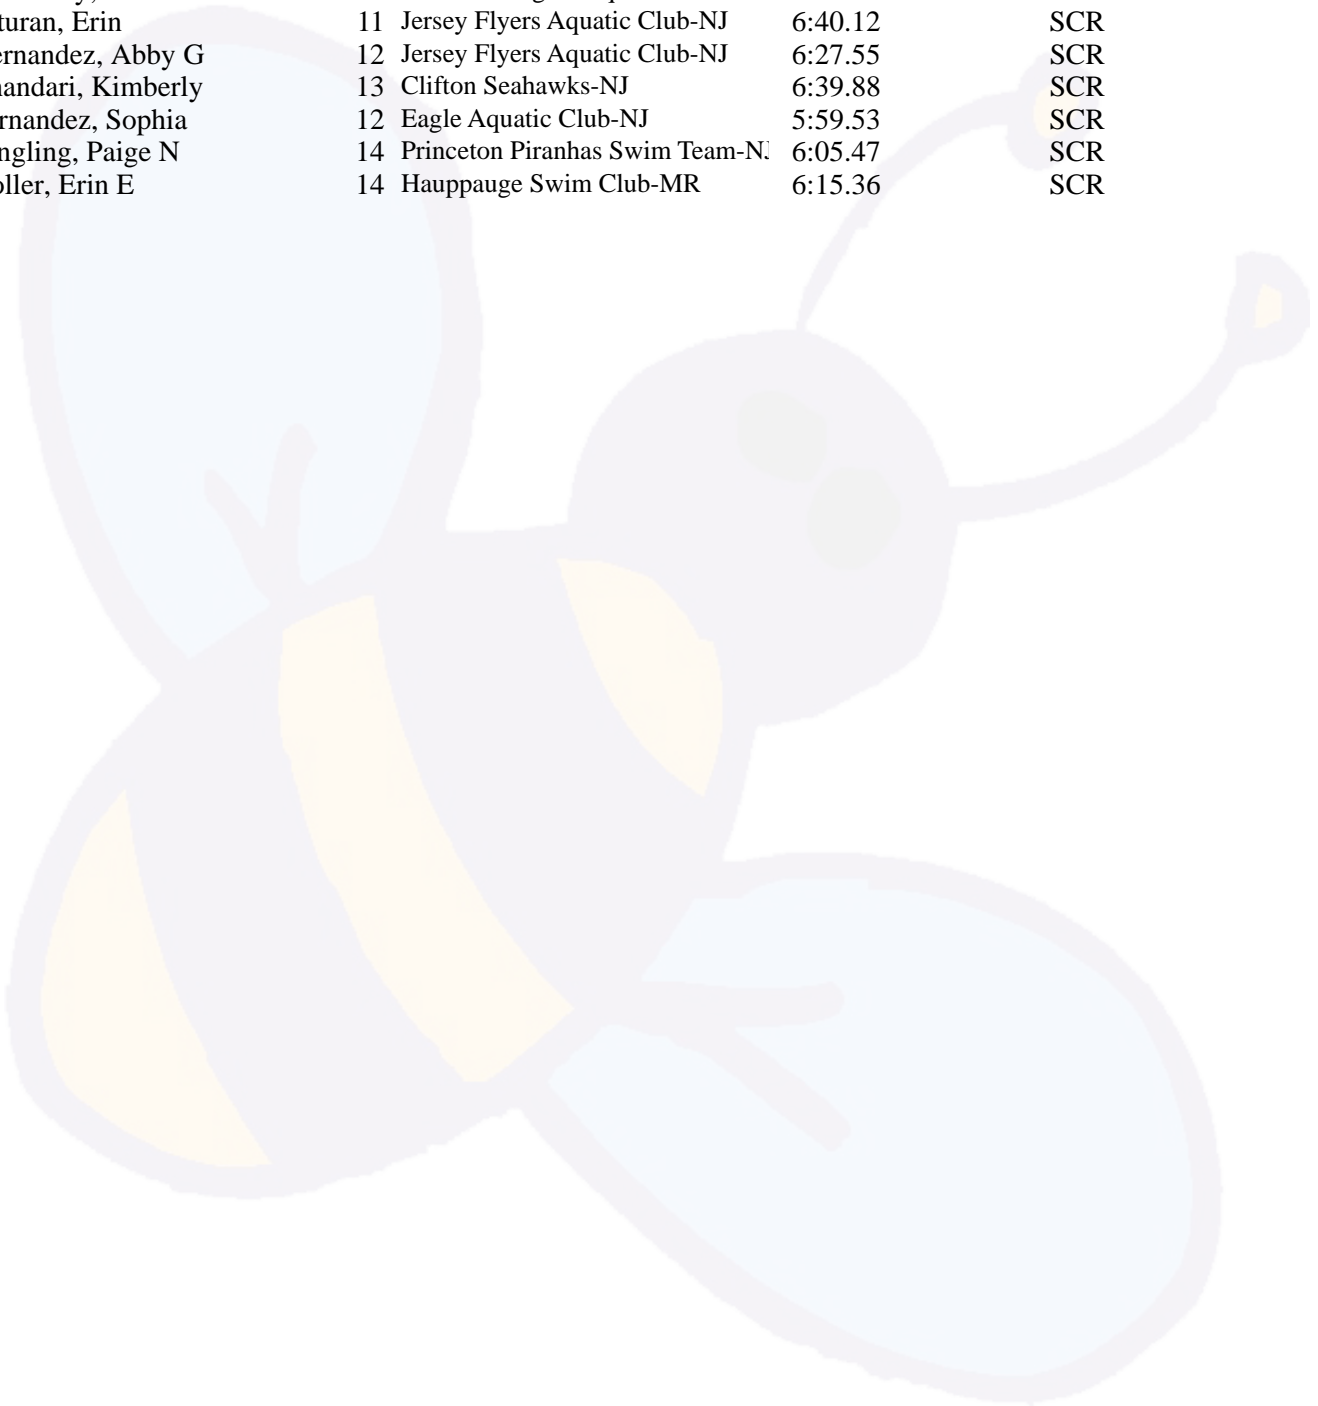 turan, Erin 11 Jersey Flyers Aquatic Club-NJ 6:40.12 SCR
ernandez, Abby G 12 Jersey Flyers Aquatic Club-NJ 6:27.55 SCR
andari, Kimberly 13 Clifton Seahawks-NJ 6:39.88 SCR
rnandez, Sophia 12 Eagle Aquatic Club-NJ 5:59.53 SCR
ngling, Paige N 14 Princeton Piranhas Swim Team-NJ 6:05.47 SCR
oller, Erin E 14 Hauppauge Swim Club-MR 6:15.36 SCR